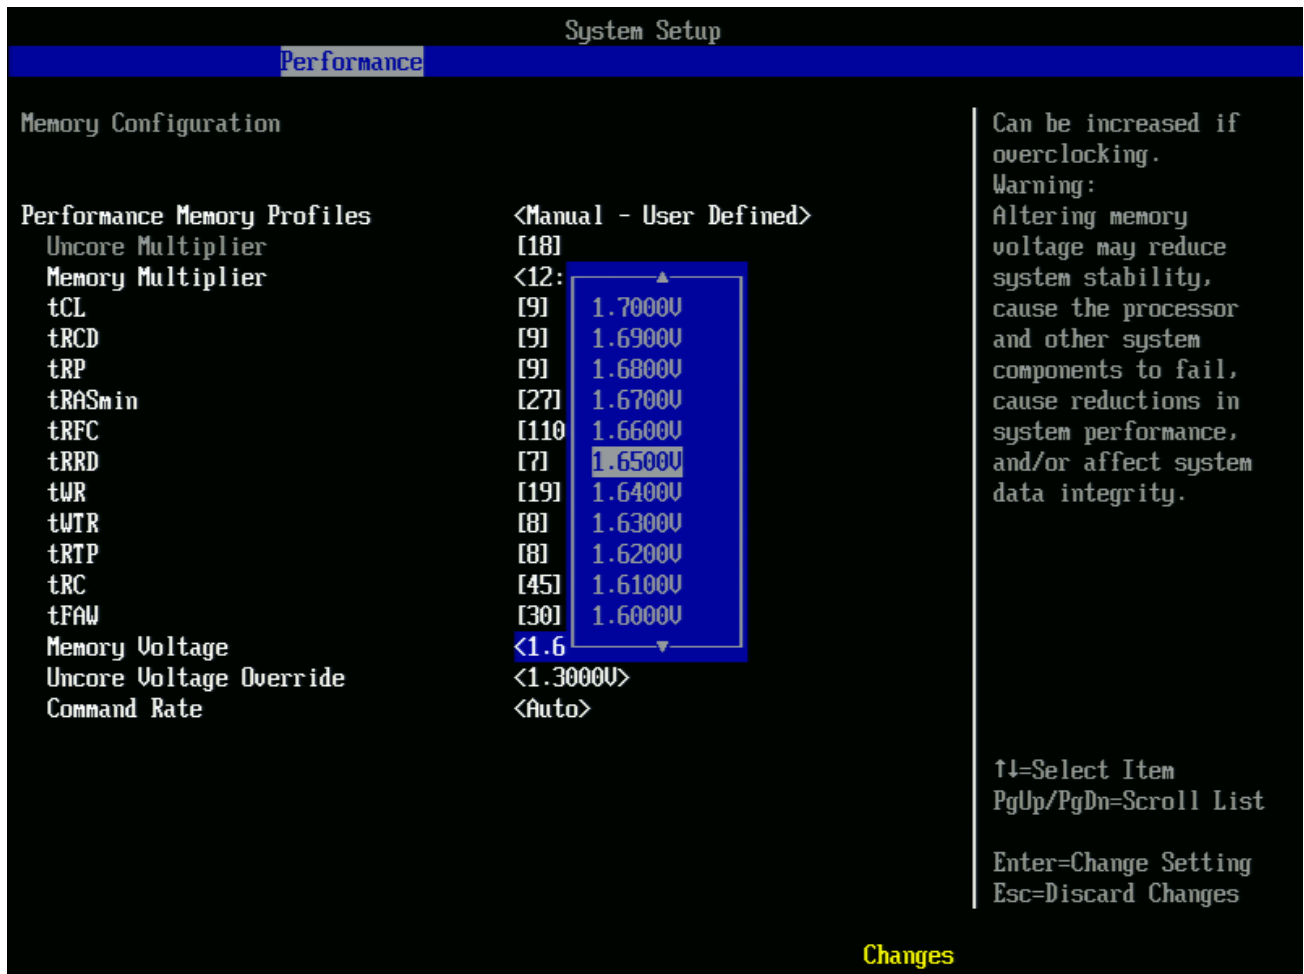 System Setup
Performance
Memory Configuration
Performance Memory Profiles <Manual - User Defined>
Uncore Multiplier [18]
Memory Multiplier <12:
tCL [9]
tRCD [9]
tRP [9]
tRASmin [27]
tRFC [110
tRRD [7]
tWR [19]
tWTR [8]
tRTP [8]
tRC [45]
tFAW [30]
Memory Voltage <1.6
Uncore Voltage Override <1.3000V>
Command Rate <Auto>
1.7000V
1.6900V
1.6800V
1.6700V
1.6600V
1.6500V
1.6400V
1.6300V
1.6200V
1.6100V
1.6000V
Can be increased if
overclocking.
Warning:
Altering memory
voltage may reduce
system stability,
cause the processor
and other system
components to fail,
cause reductions in
system performance,
and/or affect system
data integrity.
↑↓=Select Item
PgUp/PgDn=Scroll List
Enter=Change Setting
Esc=Discard Changes
Changes